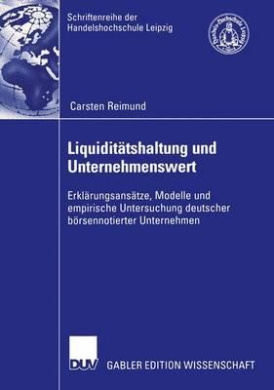 Schriftenreihe der
Handelshochschule Leipzig
Carsten Reimund
Liquiditätshaltung und
Unternehmenswert
Erklärungsansätze, Modelle und
empirische Untersuchung deutscher
börsennotierter Unternehmen
DUV
GABLER EDITION WISSENSCHAFT